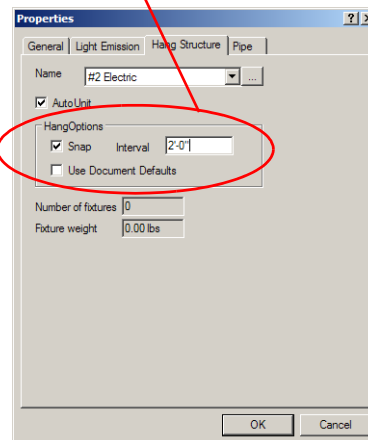 Properties
General Light Emission Hang Structure Pipe
Name #2 Electric ...
AutoUnit
HangOptions
Snap Interval 2'-0"
Use Document Defaults
Number of fixtures 0
Fixture weight 0.00 lbs
OK Cancel